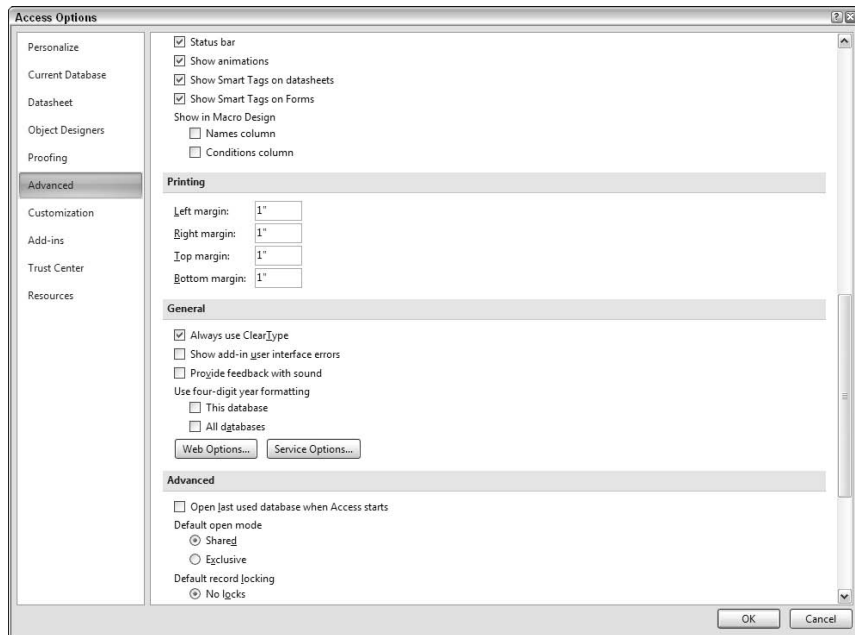 Access Options
Personalize
Current Database
Datasheet
Object Designers
Proofing
Advanced
Customization
Add-ins
Trust Center
Resources
Status bar
Show animations
Show Smart Tags on datasheets
Show Smart Tags on Forms
Show in Macro Design
Names column
Conditions column
Printing
Left margin: 1"
Right margin: 1"
Top margin: 1"
Bottom margin: 1"
General
Always use ClearType
Show add-in user interface errors
Provide feedback with sound
Use four-digit year formatting
This database
All databases
Web Options... Service Options...
Advanced
Open last used database when Access starts
Default open mode
Shared
Exclusive
Default record locking
No locks
OK Cancel